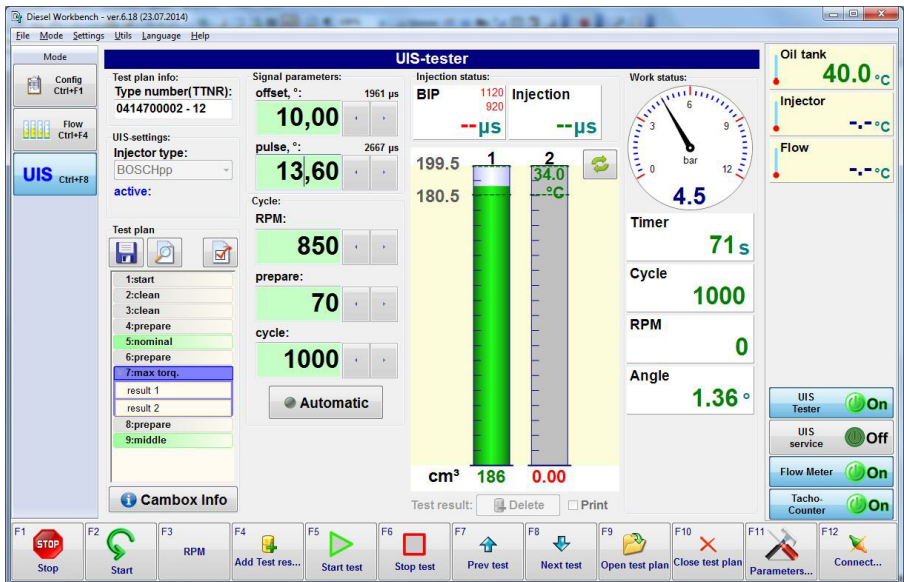 Diesel Workbench - ver.6.18 (23.07.2014)
File Mode Settings Utils Language Help
Mode
Config
Ctrl+F1
Flow
Ctrl+F4
UIS Ctrl+F8
UIS-tester
Test plan info:
Type number(TTNR):
0414700002 - 12
UIS-settings:
Injector type:
BOSCHpp
active:
Test plan
1:start
2:clean
3:clean
4:prepare
5:nominal
6:prepare
7:max torq.
result 1
result 2
8:prepare
9:middle
Cambox Info
Signal parameters:
offset, °: 1961 µs
10,00
pulse, °: 2667 µs
13,60
Cycle:
RPM:
850
prepare:
70
cycle:
1000
Automatic
Injection status:
BIP 1120
920
--µs
Injection
--µs
199.5
180.5
1 2
34.0
--°C
cm³ 186 0.00
Test result: Delete Print
Work status:
0 3 6 9 12
bar
4.5
Timer
71 s
Cycle
1000
RPM
0
Angle
1.36 °
Oil tank
40.0 °C
Injector
-.- °C
Flow
-.- °C
UIS
Tester On
UIS
service Off
Flow Meter On
Tacho-
Counter On
F1 STOP Stop
F2 Start
F3 RPM
F4 Add Test res...
F5 Start test
F6 Stop test
F7 Prev test
F8 Next test
F9 Open test plan
F10 Close test plan
F11 Parameters...
F12 Connect...